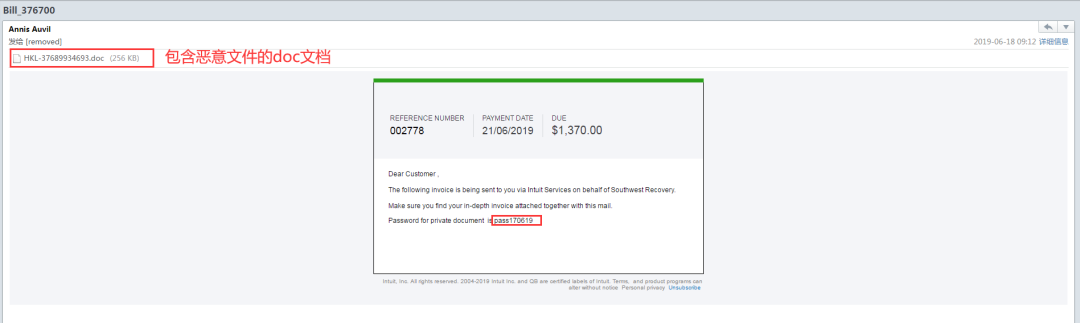 Bill_376700
Annis Auvil
发给 [removed]
2019-06-18 09:12 详细信息
HKL-37689934693.doc (256 KB)
包含恶意文件的doc文档
REFERENCE NUMBER PAYMENT DATE DUE
002778 21/06/2019 $1,370.00
Dear Customer ,
The following invoice is being sent to you via Intuit Services on behalf of Southwest Recovery.
Make sure you find your in-depth invoice attached together with this mail.
Password for private document is pass170619
Intuit, Inc. All rights reserved. 2004-2019 Intuit Inc. and QB are certified labels of Intuit. Terms, and product programs can
alter without notice Personal privacy Unsubscribe